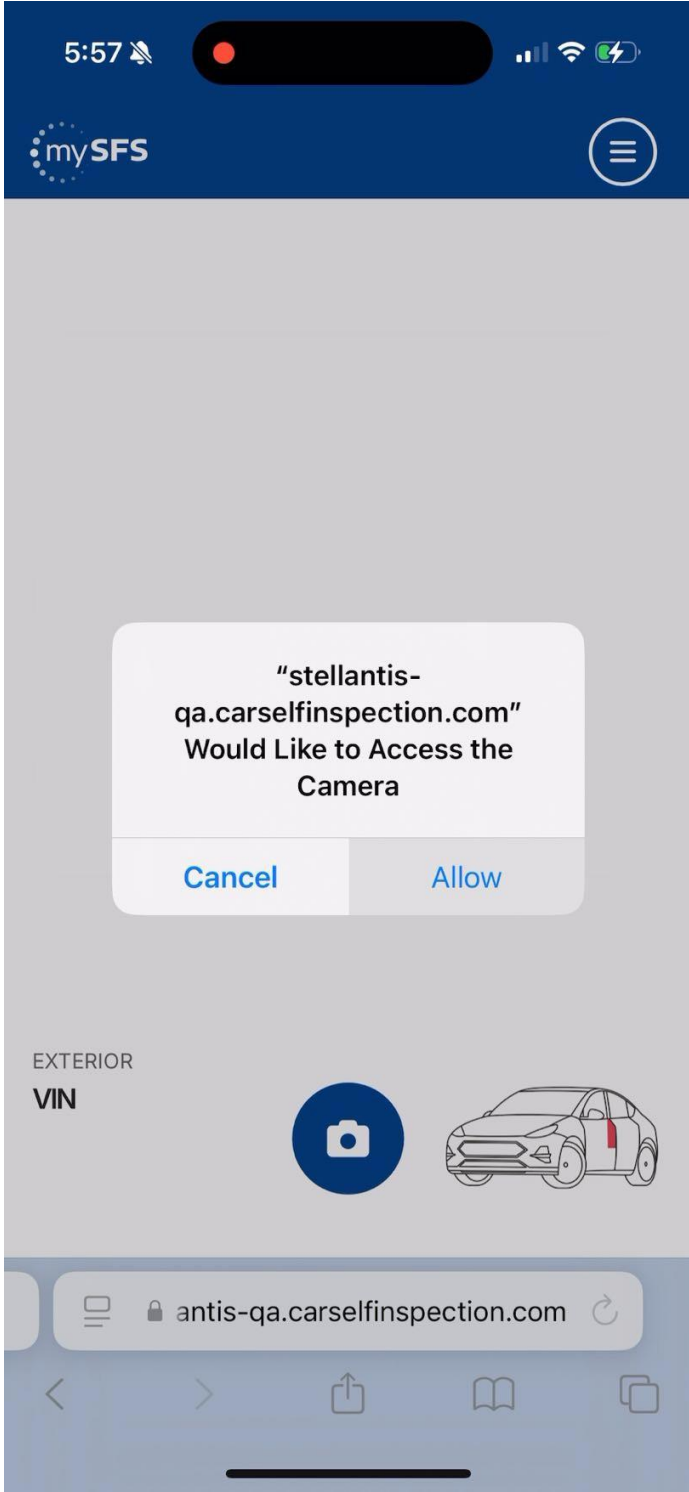 5:57
mySFS
“stellantis-
qa.carselfinspection.com”
Would Like to Access the
Camera
Cancel
Allow
EXTERIOR
VIN
antis-qa.carselfinspection.com